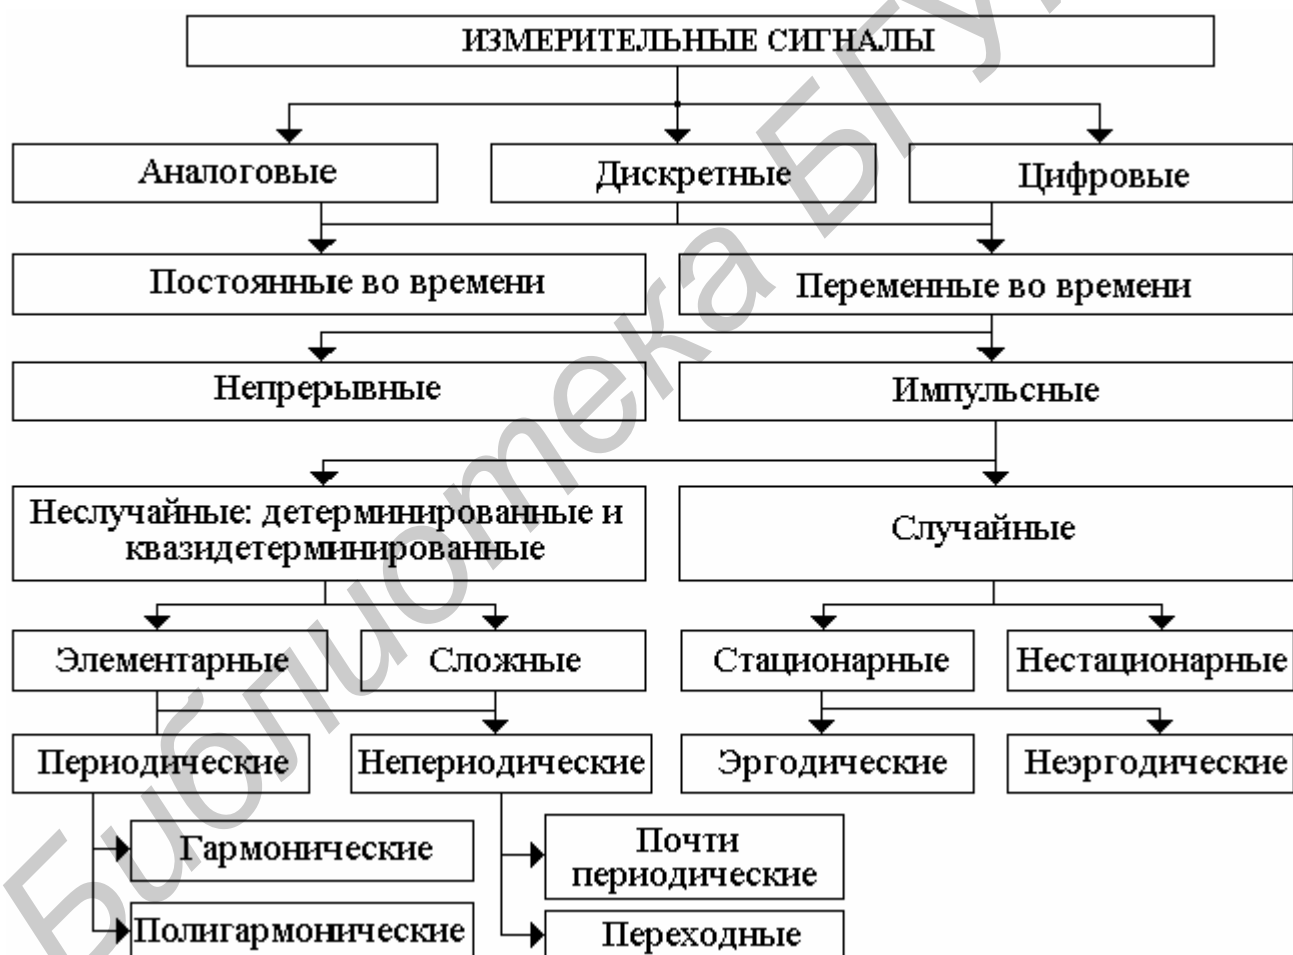 ИЗМЕРИТЕЛЬНЫЕ СИГНАЛЫ
Аналоговые
Дискретные
Цифровые
Постоянные во времени
Переменные во времени
Непрерывные
Импульсные
Неслучайные: детерминированные и
квазидетерминированные
Случайные
Элементарные
Сложные
Стационарные
Нестационарные
Периодические
Непериодические
Эргодические
Неэргодические
Гармонические
Почти
периодические
Полигармонические
Переходные
Библиотека БГУ